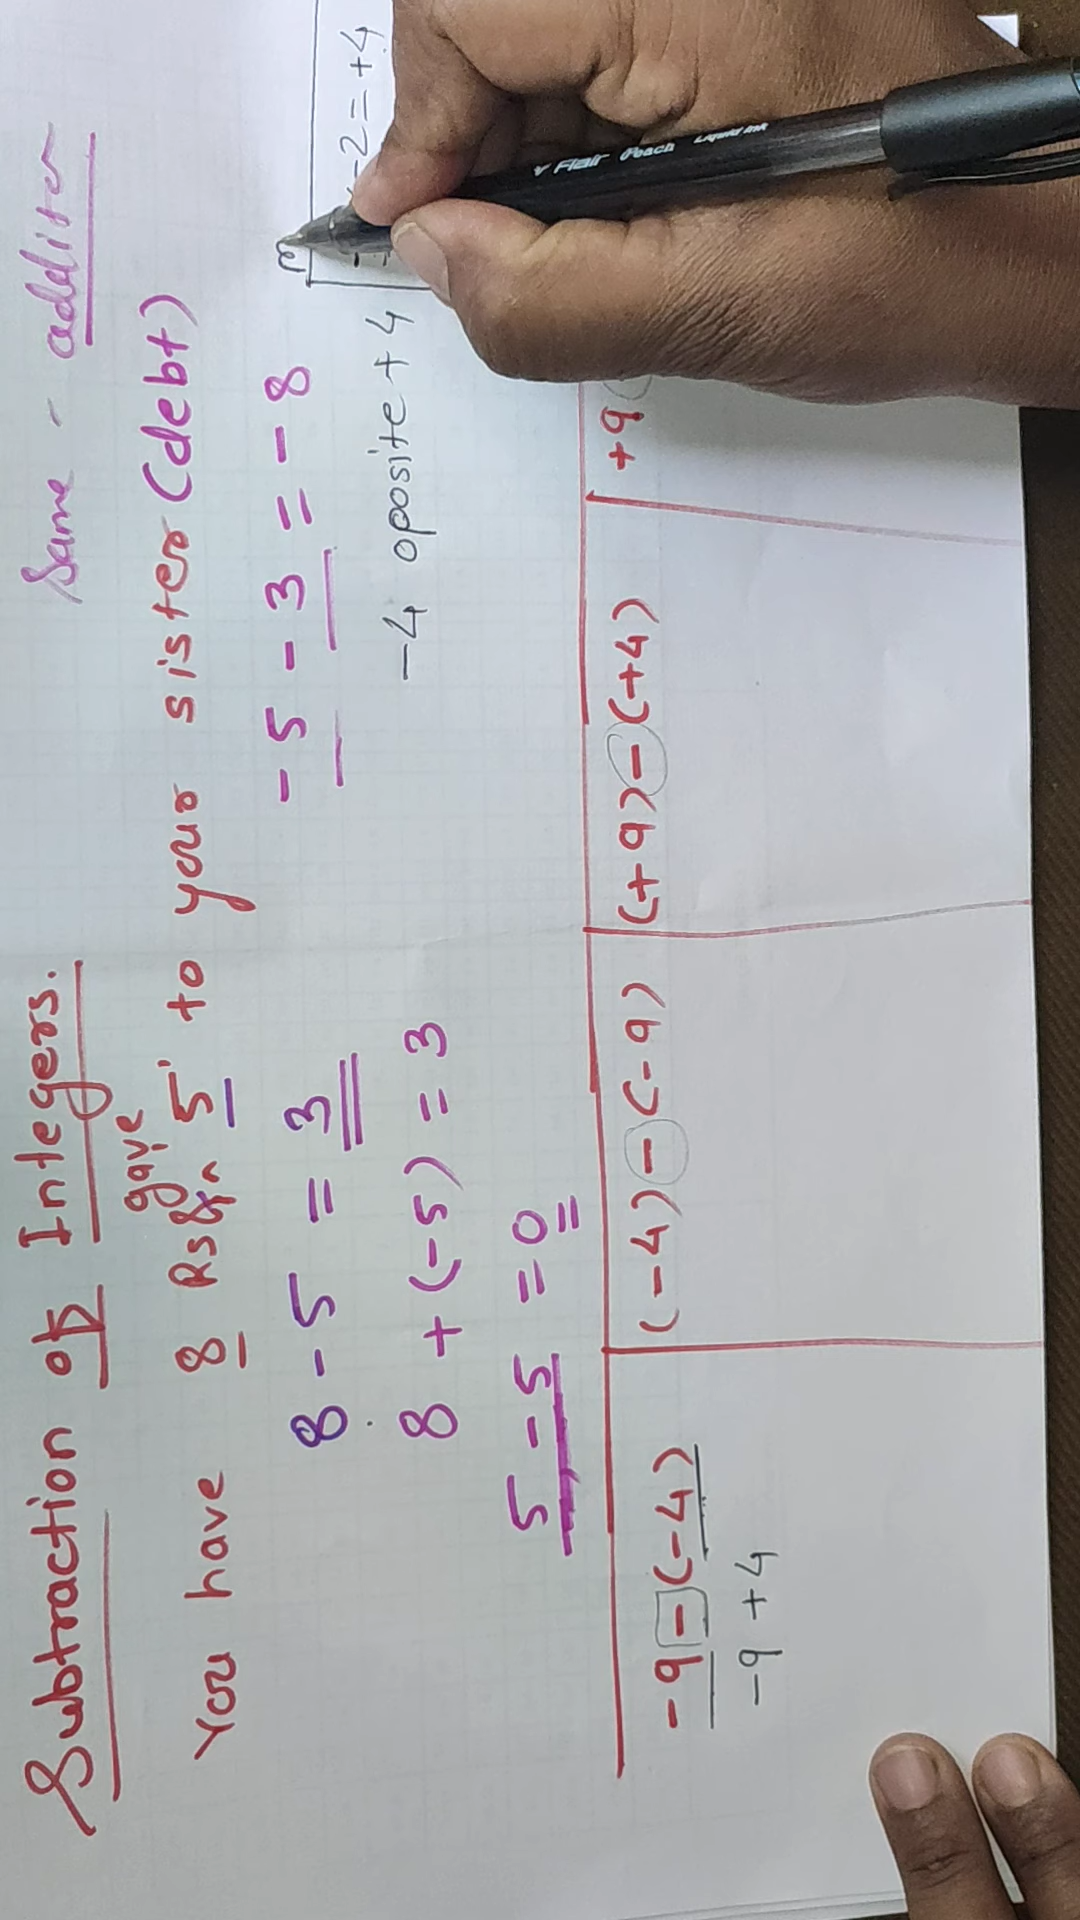 Same - additer
Subtraction of Integers.
gave
You have 8 Rs & 5 to your sister (debt)
8 - 5 = 3
- 5 - 3 = - 8
- 2 = + 4
8 + (-5) = 3
-4 oposite + 4
5 - 5 = 0
-9 - (-4)
(-4) - (-9)
(+9) - (+4)
+9
-9 + 4
Flair Peach Liquid Ink